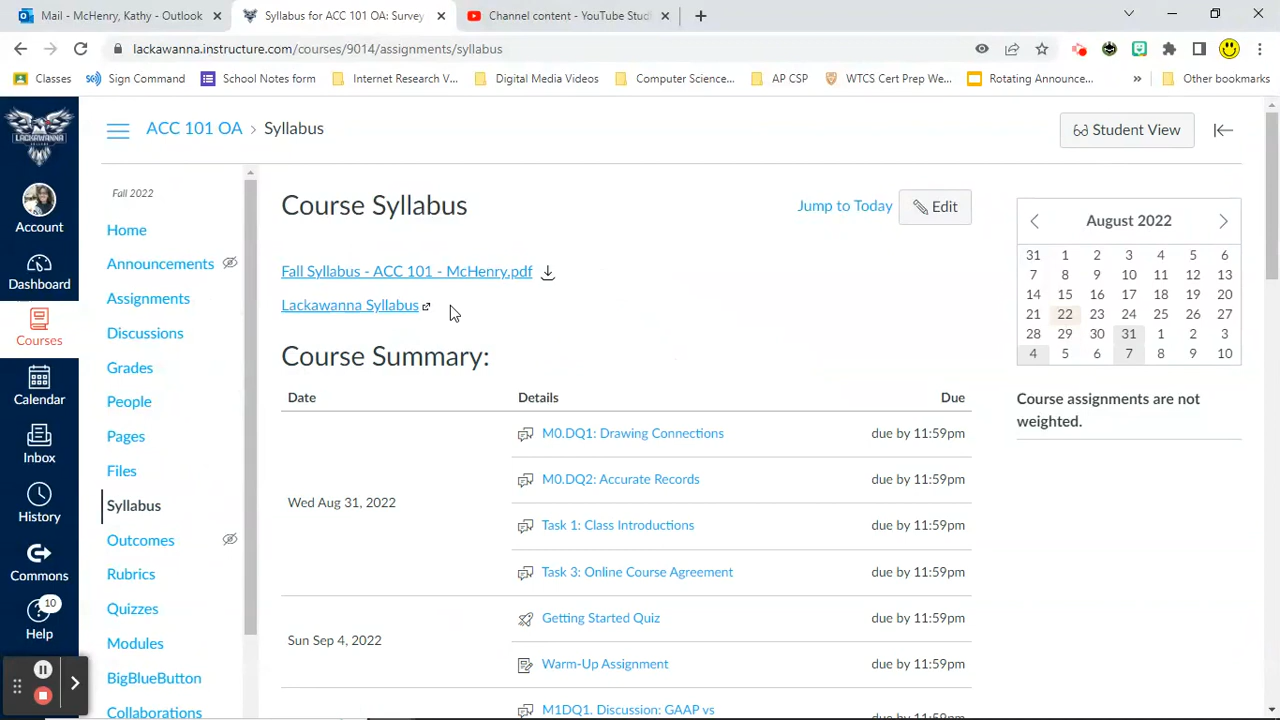 Mail - McHenry, Kathy - Outlook
Syllabus for ACC 101 OA: Survey
Channel content - YouTube Stud
lackawanna.instructure.com/courses/9014/assignments/syllabus
Classes
Sign Command
School Notes form
Internet Research V...
Digital Media Videos
Computer Science...
AP CSP
WTCS Cert Prep We...
Rotating Announce...
»
Other bookmarks
LACKAWANNA
Account
Dashboard
Courses
Calendar
Inbox
History
Commons
10
Help
ACC 101 OA > Syllabus
Student View
Fall 2022
Home
Announcements
Assignments
Discussions
Grades
People
Pages
Files
Syllabus
Outcomes
Rubrics
Quizzes
Modules
BigBlueButton
Collaborations
Course Syllabus
Jump to Today
Edit
Fall Syllabus - ACC 101 - McHenry.pdf
Lackawanna Syllabus
Course Summary:
Date Details Due
Wed Aug 31, 2022
M0.DQ1: Drawing Connections due by 11:59pm
M0.DQ2: Accurate Records due by 11:59pm
Task 1: Class Introductions due by 11:59pm
Task 3: Online Course Agreement due by 11:59pm
Sun Sep 4, 2022
Getting Started Quiz due by 11:59pm
Warm-Up Assignment due by 11:59pm
M1DQ1. Discussion: GAAP vs due by 11:59pm
August 2022
31 1 2 3 4 5 6
7 8 9 10 11 12 13
14 15 16 17 18 19 20
21 22 23 24 25 26 27
28 29 30 31 1 2 3
4 5 6 7 8 9 10
Course assignments are not
weighted.